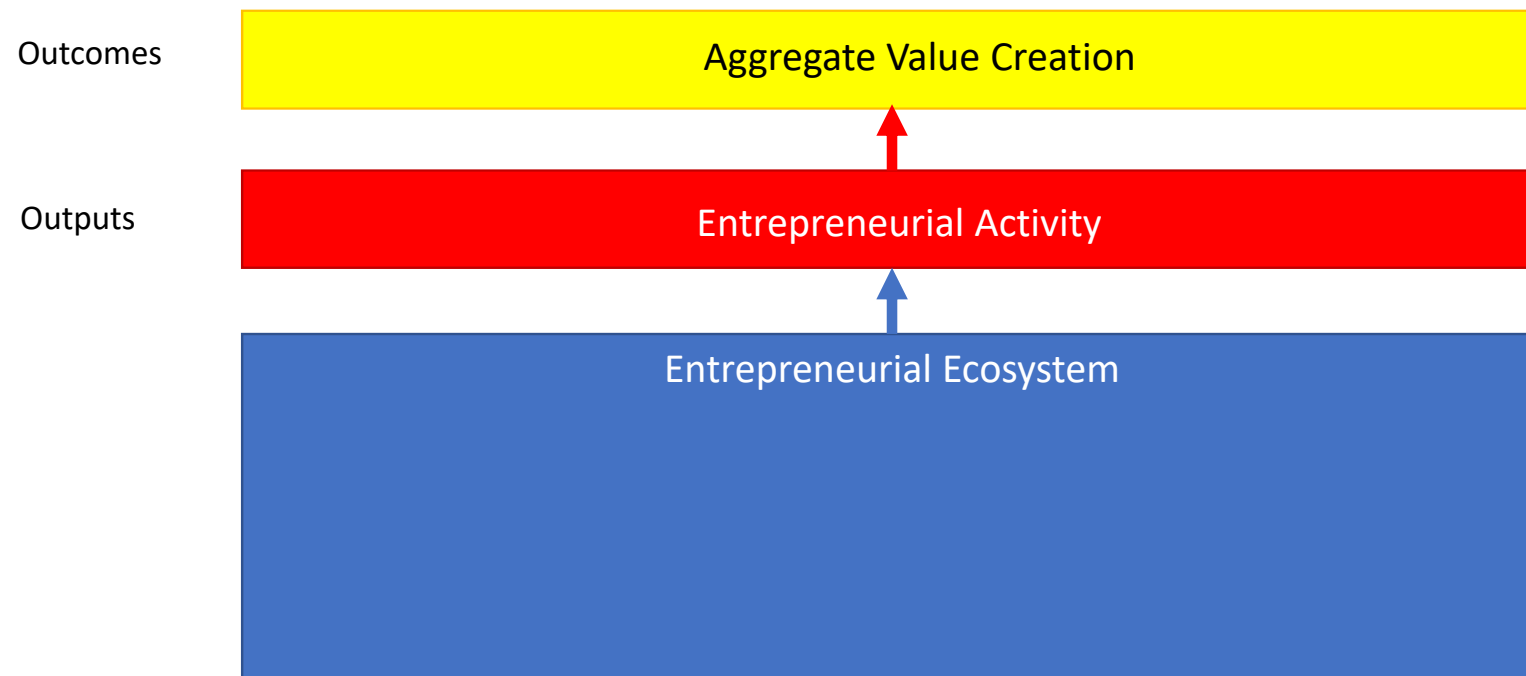 Outcomes
Aggregate Value Creation
Outputs
Entrepreneurial Activity
Entrepreneurial Ecosystem